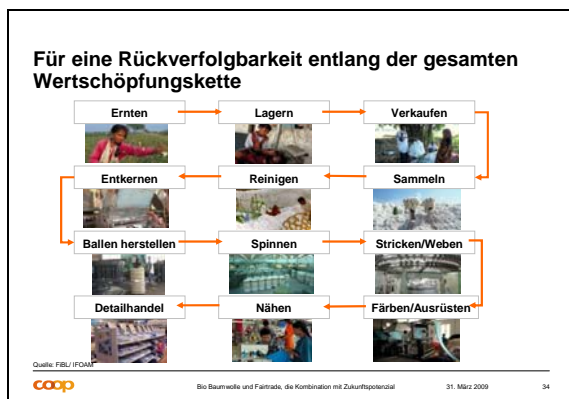 Für eine Rückverfolgbarkeit entlang der gesamten
Wertschöpfungskette
Ernten
Lagern
Verkaufen
Entkernen
Reinigen
Sammeln
Ballen herstellen
Spinnen
Stricken/Weben
Detailhandel
Nähen
Färben/Ausrüsten
Quelle: FiBL/ IFOAM
coop
Bio Baumwolle und Fairtrade, die Kombination mit Zukunftspotenzial
31. März 2009
34